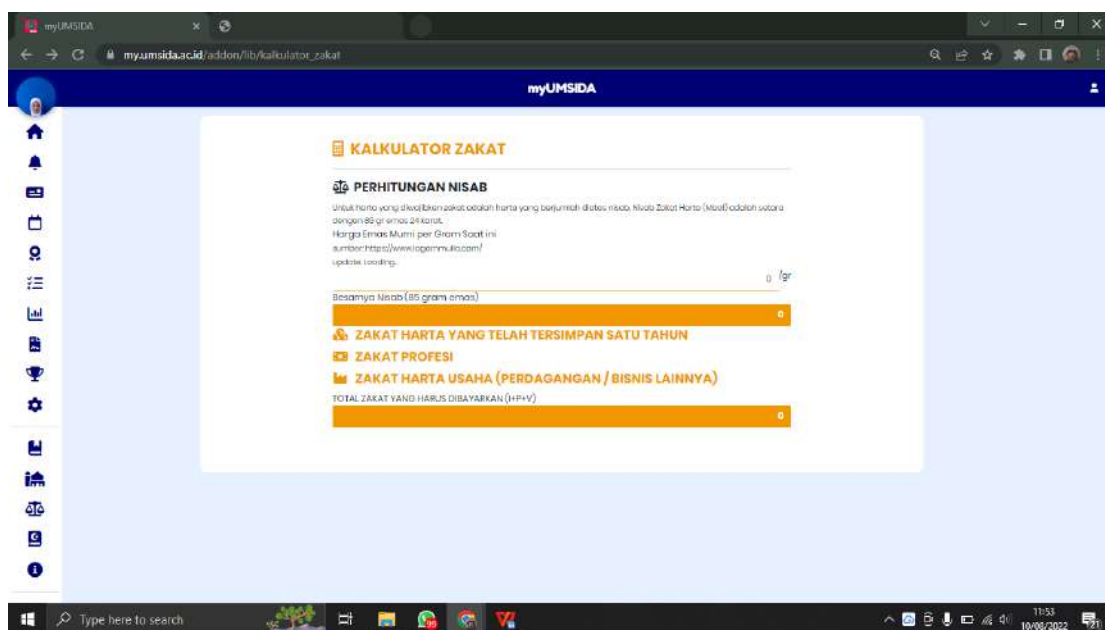 myUMSIDA
my.umsida.ac.id/addon/lib/kalkulator_zakat
myUMSIDA
KALKULATOR ZAKAT
PERHITUNGAN NISAB
Untuk harta yang diwajibkan zakat adalah harta yang berjumlah diatas nisab. Nisab Zakat Harta (Maal) adalah setara
dengan 85 gr emas 24 karat.
Harga Emas Murni per Gram Saat ini
sumber: https://www.logammulia.com/
update: Loading..
0 /gr
Besarnya Nisab (85 gram emas)
0
ZAKAT HARTA YANG TELAH TERSIMPAN SATU TAHUN
ZAKAT PROFESI
ZAKAT HARTA USAHA (PERDAGANGAN / BISNIS LAINNYA)
TOTAL ZAKAT YANG HARUS DIBAYARKAN (I+P+V)
0
Type here to search
11:53
10/08/2022